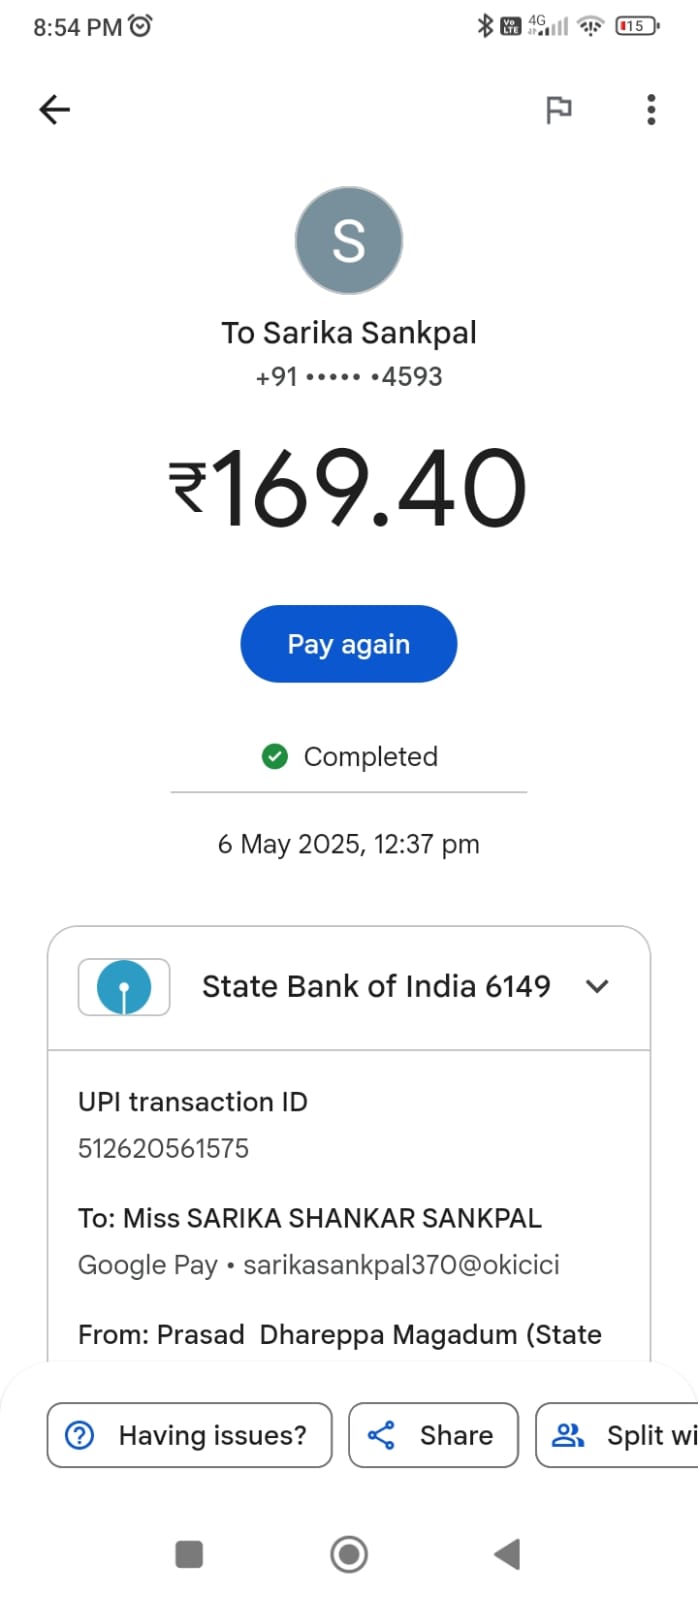 8:54 PM
Vo LTE 4G 15
S
To Sarika Sankpal
+91 ••••• •4593
₹169.40
Pay again
Completed
6 May 2025, 12:37 pm
State Bank of India 6149
UPI transaction ID
512620561575
To: Miss SARIKA SHANKAR SANKPAL
Google Pay • sarikasankpal370@okicici
From: Prasad  Dhareppa Magadum (State
Having issues?
Share
Split wi